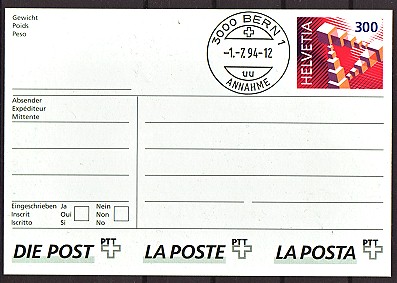 Gewicht
Poids
Peso
3000 BERN 1
-1.-7.94-12
ANNAHME
HELVETIA
300
Absender
Expéditeur
Mittente
Eingeschrieben Ja Nein
Inscrit Oui Non
Iscritto Si No
DIE POST PTT LA POSTE PTT LA POSTA PTT